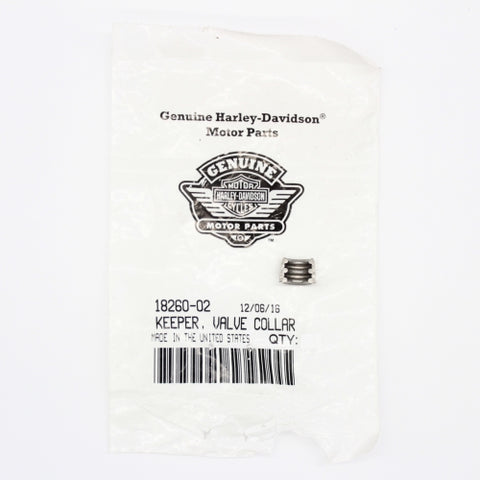 Genuine Harley-Davidson®
Motor Parts
GENUINE
MOTOR
HARLEY-DAVIDSON
CYCLES
MOTOR PARTS
™
18260-02 12/06/16
KEEPER, VALVE COLLAR
MADE IN THE UNITED STATES QTY: